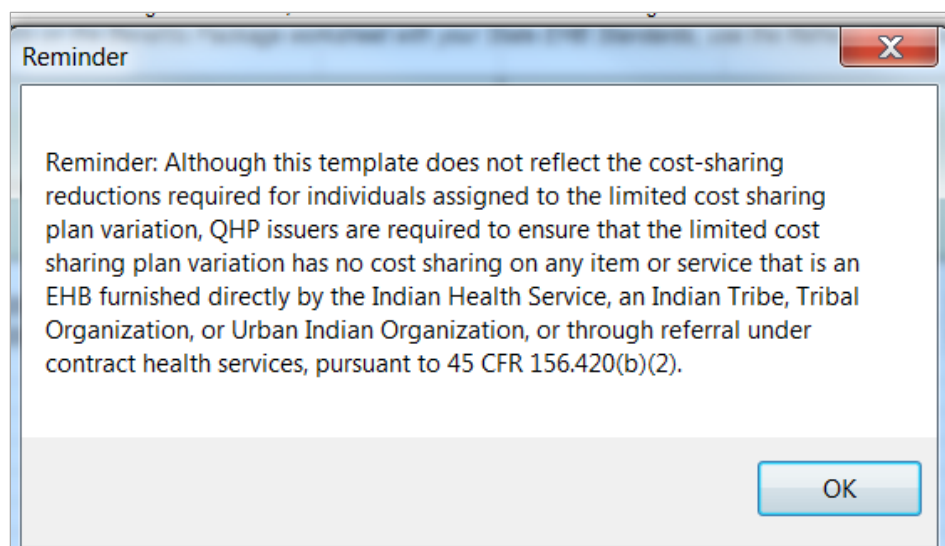 Reminder
Reminder: Although this template does not reflect the cost-sharing
reductions required for individuals assigned to the limited cost sharing
plan variation, QHP issuers are required to ensure that the limited cost
sharing plan variation has no cost sharing on any item or service that is an
EHB furnished directly by the Indian Health Service, an Indian Tribe, Tribal
Organization, or Urban Indian Organization, or through referral under
contract health services, pursuant to 45 CFR 156.420(b)(2).
OK